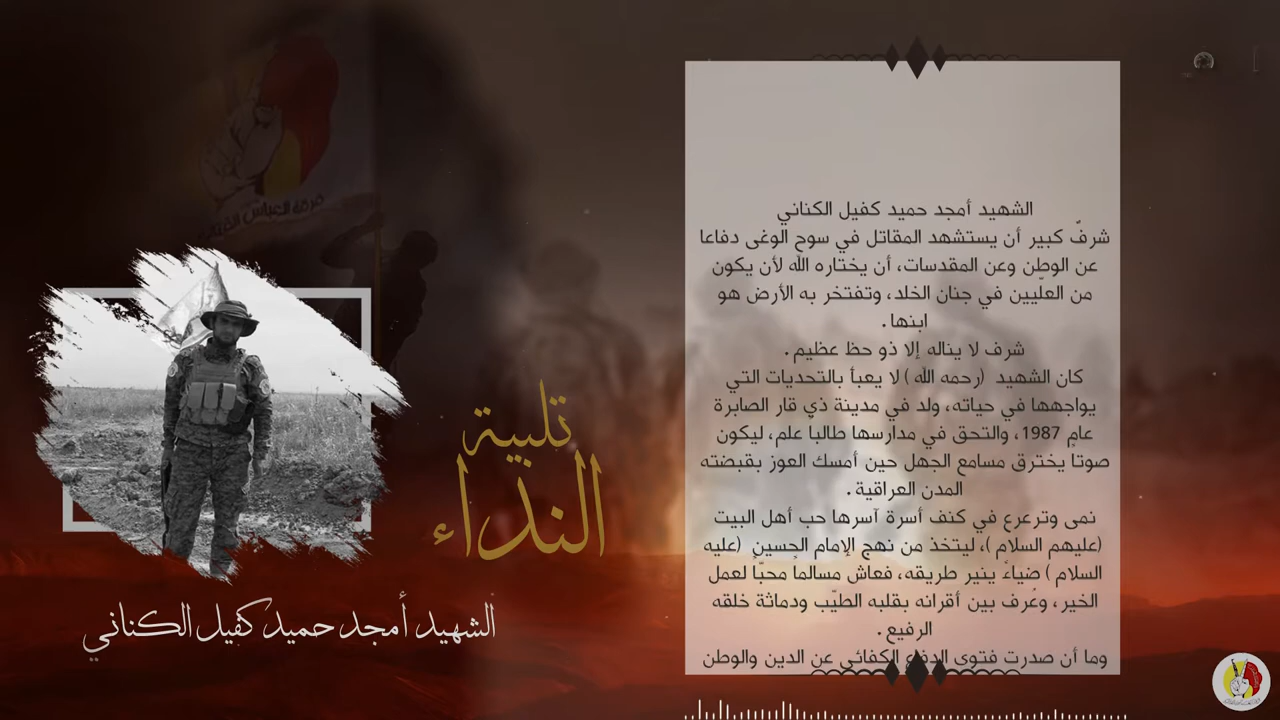 الشهيد أمجد حميد كفيل الكناني
شرفّ كبير أن يستشهد المقاتل في سوح الوغى دفاعا
عن الوطن وعن المقدسات، أن يختاره الله لأن يكون
من العلّيين في جنان الخلد، وتفتخر به الأرض هو
ابنها.
شرف لا يناله إلا ذو حظ عظيم.
كان الشهيد (رحمه الله) لا يعبأ بالتحديات التي
يواجهها في حياته، ولد في مدينة ذي قار الصابرة
عام 1987، والتحق في مدارسها طالبا علم، ليكون
صوتا يخترق مسامع الجهل حين أمسك العوز بقبضته
المدن العراقية.
نمى وترعرع في كنف أسرة آسرها حب أهل البيت
(عليهم السلام)، ليتخذ من نهج الإمام الحسين (عليه
السلام) ضياءً ينير طريقه، فعاش مسالماً محبّاً لعمل
الخير، وعُرف بين أقرانه بقلبه الطيّب ودماثة خلقه
الرفيع.
وما أن صدرت فتوى الدفاع الكفائي عن الدين والوطن
تلبية
النداء
الشهيد أمجد حميد كفيل الكناني